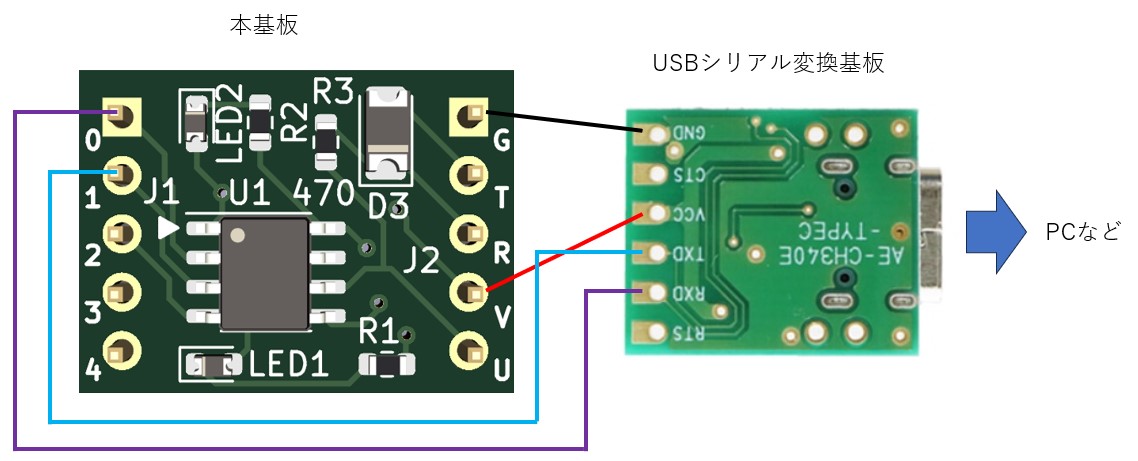 本基板
USBシリアル変換基板
LED2
R2
R3
0
1
2
3
4
J1
U1
470
D3
J2
G
T
R
V
U
LED1
R1
GND
CTS
VCC
TXD
RXD
RTS
AE-CH340E
-TYPEC
PCなど